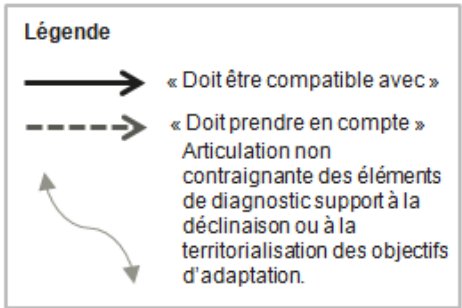 Légende
« Doit être compatible avec »
« Doit prendre en compte »
Articulation non
contraignante des éléments
de diagnostic support à la
déclinaison ou à la
territorialisation des objectifs
d'adaptation.